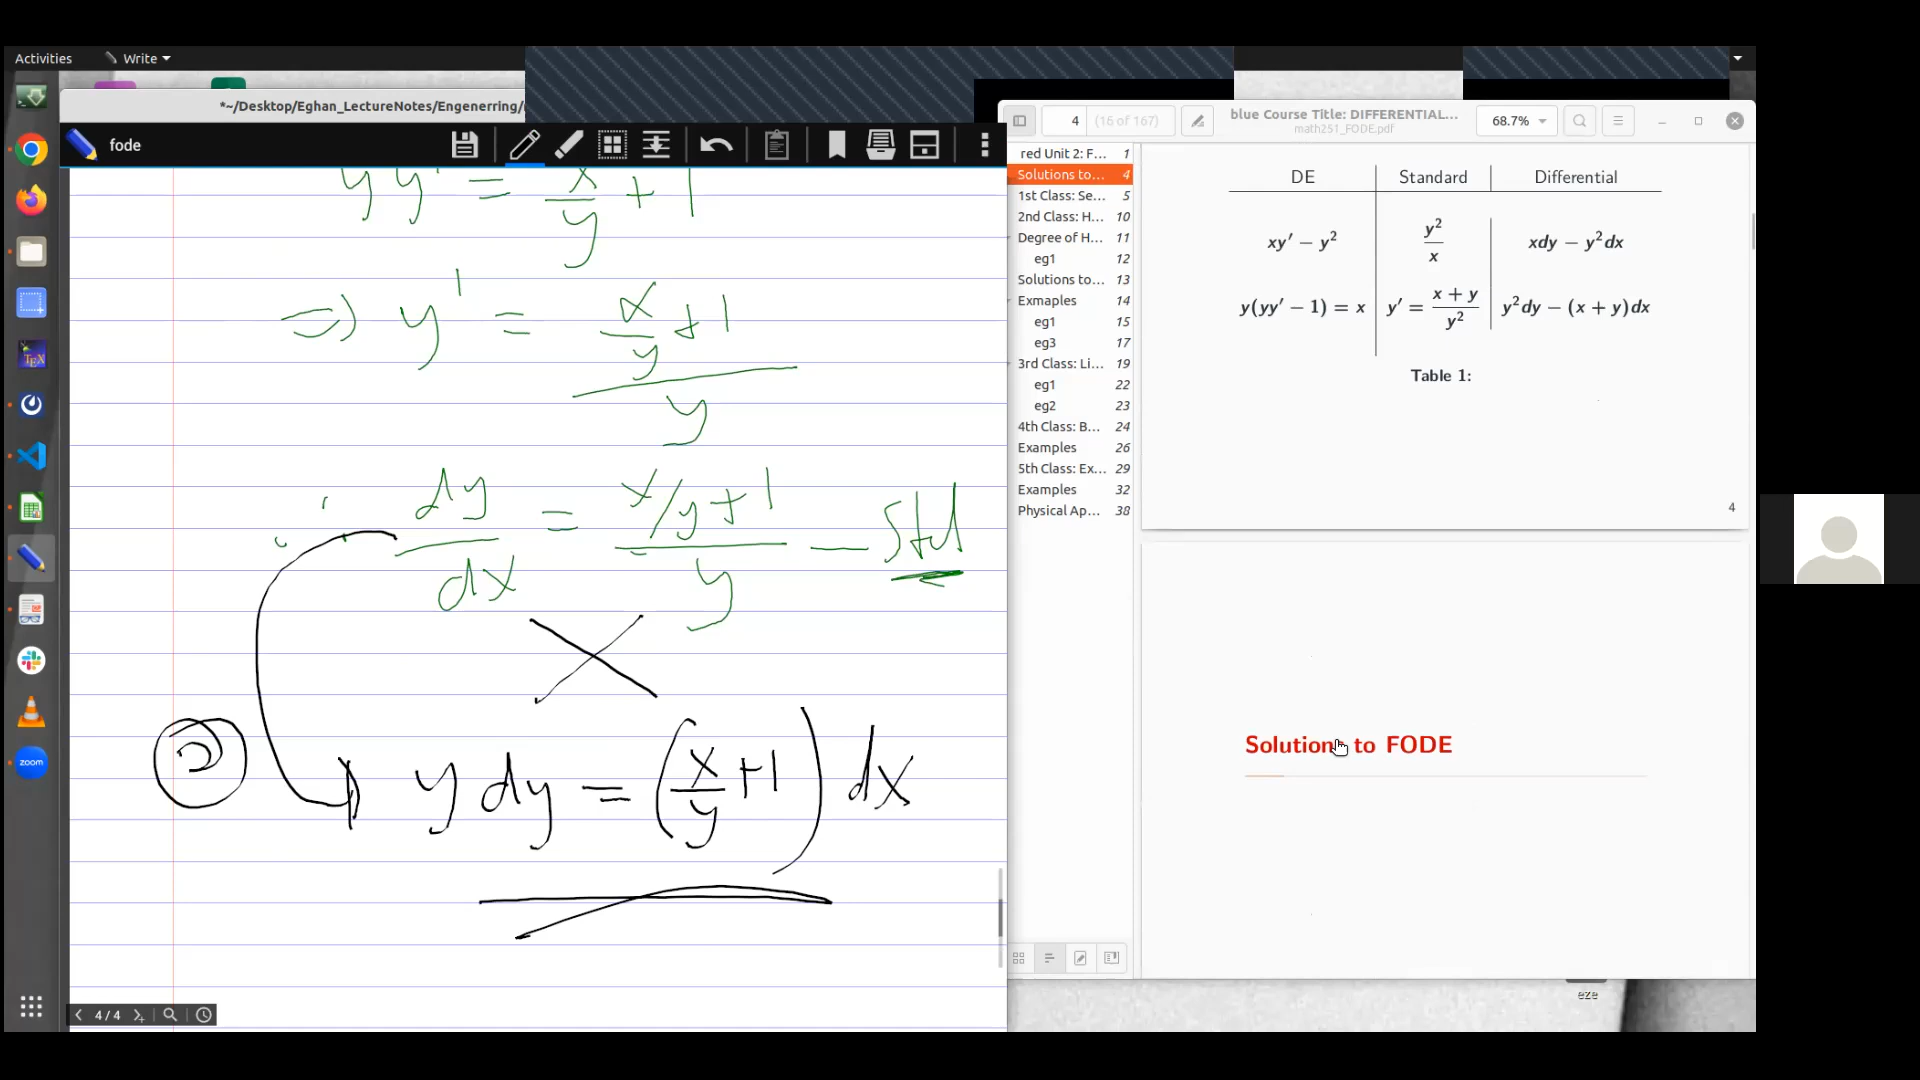 Activities
Write
*~/Desktop/Eghan_LectureNotes/Engenerring/
fode
y y' = x/y + 1
⇒ y' = (x/y + 1)/y
∴ dy/dx = (x/y + 1)/y — Std
②
y dy = (x/y + 1) dx
4/4
4
(16 of 167)
blue Course Title: DIFFERENTIAL...
math251_FODE.pdf
68.7%
red Unit 2: F... 1
Solutions to... 4
1st Class: Se... 5
2nd Class: H... 10
Degree of H... 11
eg1 12
Solutions to... 13
Exmaples 14
eg1 15
eg3 17
3rd Class: Li... 19
eg1 22
eg2 23
4th Class: B... 24
Examples 26
5th Class: Ex... 29
Examples 32
Physical Ap... 38
DE Standard Differential
xy′ − y² y²/x xdy − y²dx
y(yy′ − 1) = x y′ = (x + y)/y² y²dy − (x + y)dx
Table 1:
4
Solutions to FODE
eze
TEX
zoom